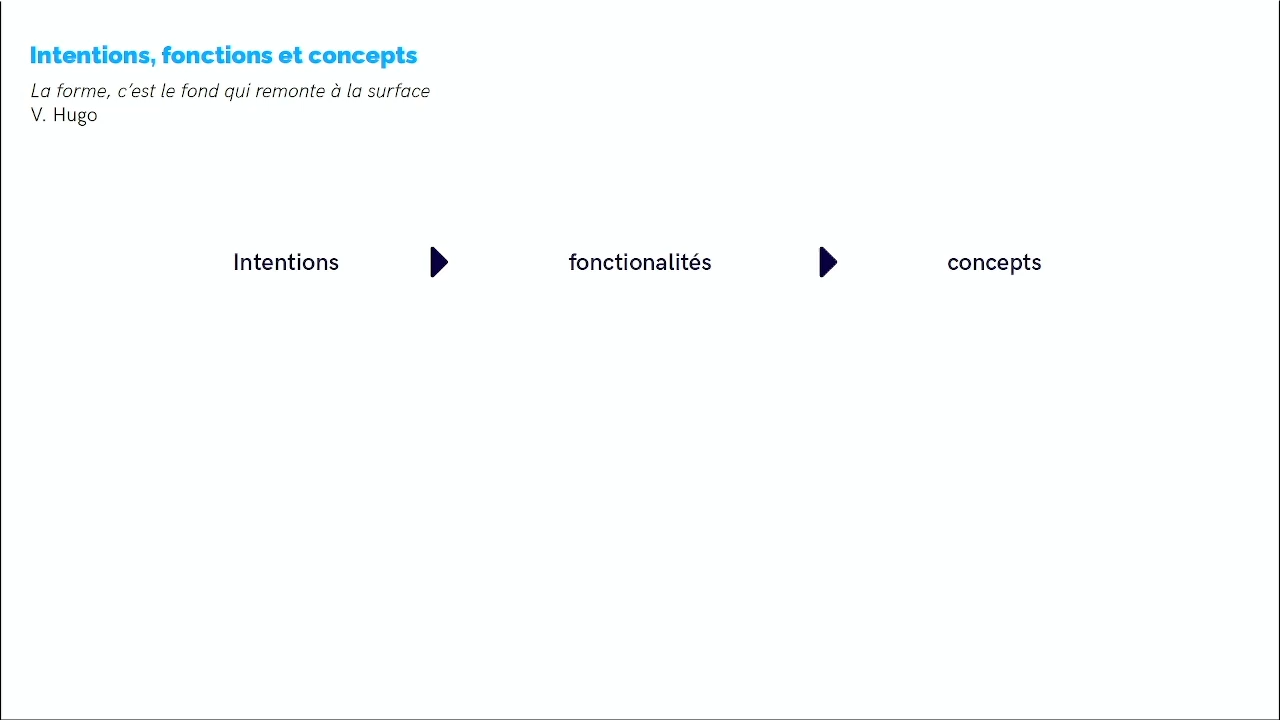 Intentions, fonctions et concepts
La forme, c’est le fond qui remonte à la surface
V. Hugo
Intentions fonctionalités concepts